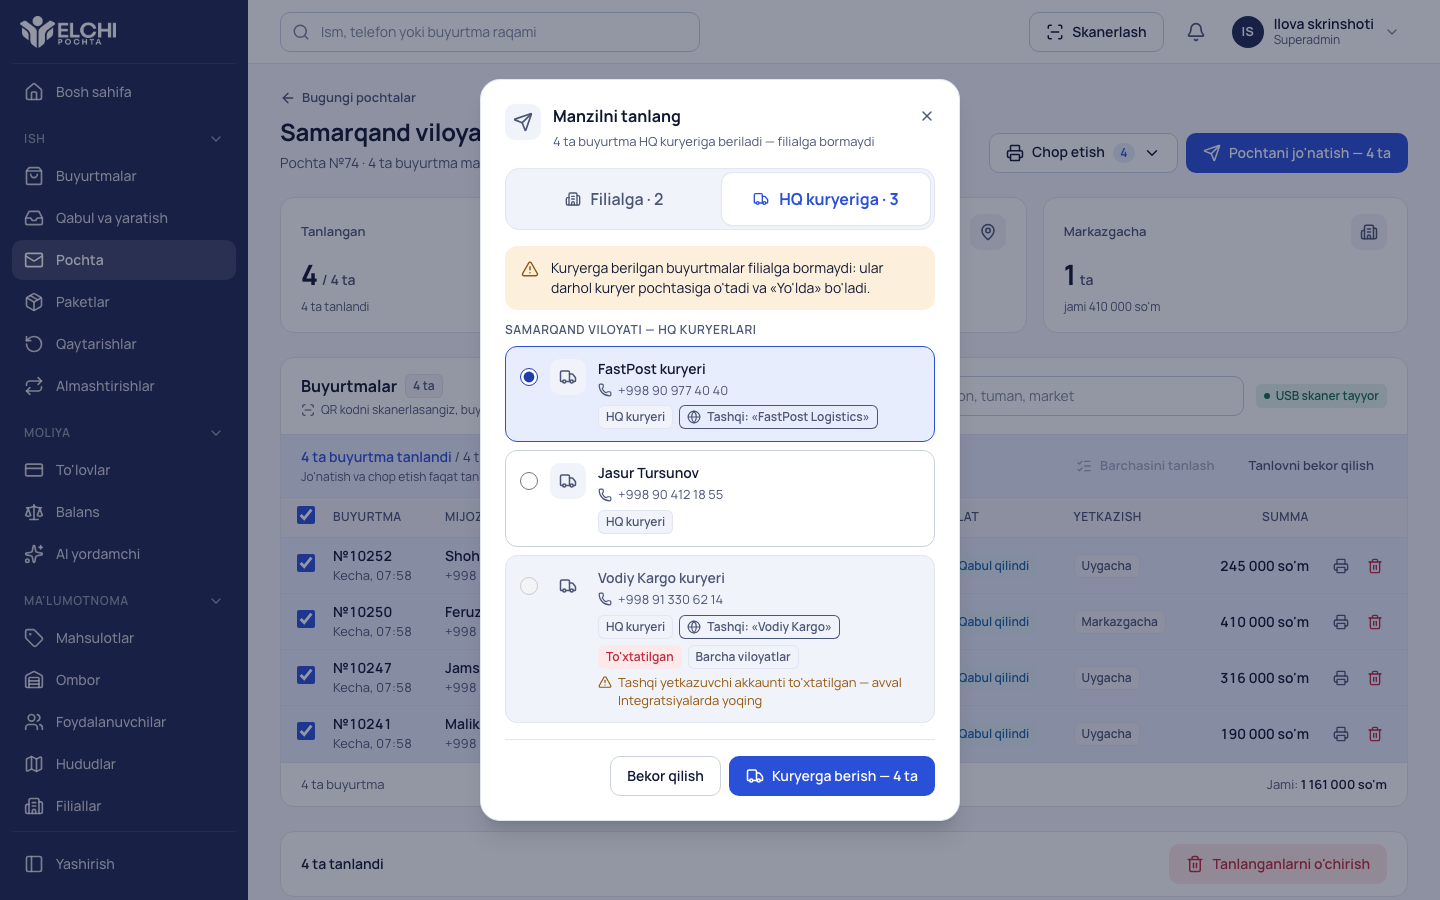 ELCHI
POCHTA
Bosh sahifa
ISH
Buyurtmalar
Qabul va yaratish
Pochta
Paketlar
Qaytarishlar
Almashtirishlar
MOLIYA
To'lovlar
Balans
AI yordamchi
MA'LUMOTNOMA
Mahsulotlar
Ombor
Foydalanuvchilar
Hududlar
Filiallar
Yashirish
Ism, telefon yoki buyurtma raqami
Skanerlash
IS
Ilova skrinshoti
Superadmin
Bugungi pochtalar
Samarqand viloya
Pochta №74 · 4 ta buyurtma ma
Chop etish 4
Pochtani jo'natish — 4 ta
Tanlangan
4 / 4 ta
4 ta tanlandi
Markazgacha
1 ta
jami 410 000 so'm
Buyurtmalar 4 ta
QR kodni skanerlasangiz, buy
on, tuman, market
USB skaner tayyor
4 ta buyurtma tanlandi / 4 t
Jo'natish va chop etish faqat tan
Barchasini tanlash
Tanlovni bekor qilish
BUYURTMA MIJOZ LAT YETKAZISH SUMMA
№10252 Shoh Qabul qilindi Uygacha 245 000 so'm
Kecha, 07:58 +998
№10250 Feruz Qabul qilindi Markazgacha 410 000 so'm
Kecha, 07:58 +998
№10247 Jams Qabul qilindi Uygacha 316 000 so'm
Kecha, 07:58 +998
№10241 Malik Qabul qilindi Uygacha 190 000 so'm
Kecha, 07:58 +998
4 ta buyurtma
Jami: 1 161 000 so'm
4 ta tanlandi
Tanlanganlarni o'chirish
Manzilni tanlang
4 ta buyurtma HQ kuryeriga beriladi — filialga bormaydi
Filialga · 2
HQ kuryeriga · 3
Kuryerga berilgan buyurtmalar filialga bormaydi: ular
darhol kuryer pochtasiga o'tadi va «Yo'lda» bo'ladi.
SAMARQAND VILOYATI — HQ KURYERLARI
FastPost kuryeri
+998 90 977 40 40
HQ kuryeri
Tashqi: «FastPost Logistics»
Jasur Tursunov
+998 90 412 18 55
HQ kuryeri
Vodiy Kargo kuryeri
+998 91 330 62 14
HQ kuryeri
Tashqi: «Vodiy Kargo»
To'xtatilgan
Barcha viloyatlar
Tashqi yetkazuvchi akkaunti to'xtatilgan — avval
Integratsiyalarda yoqing
Bekor qilish
Kuryerga berish — 4 ta